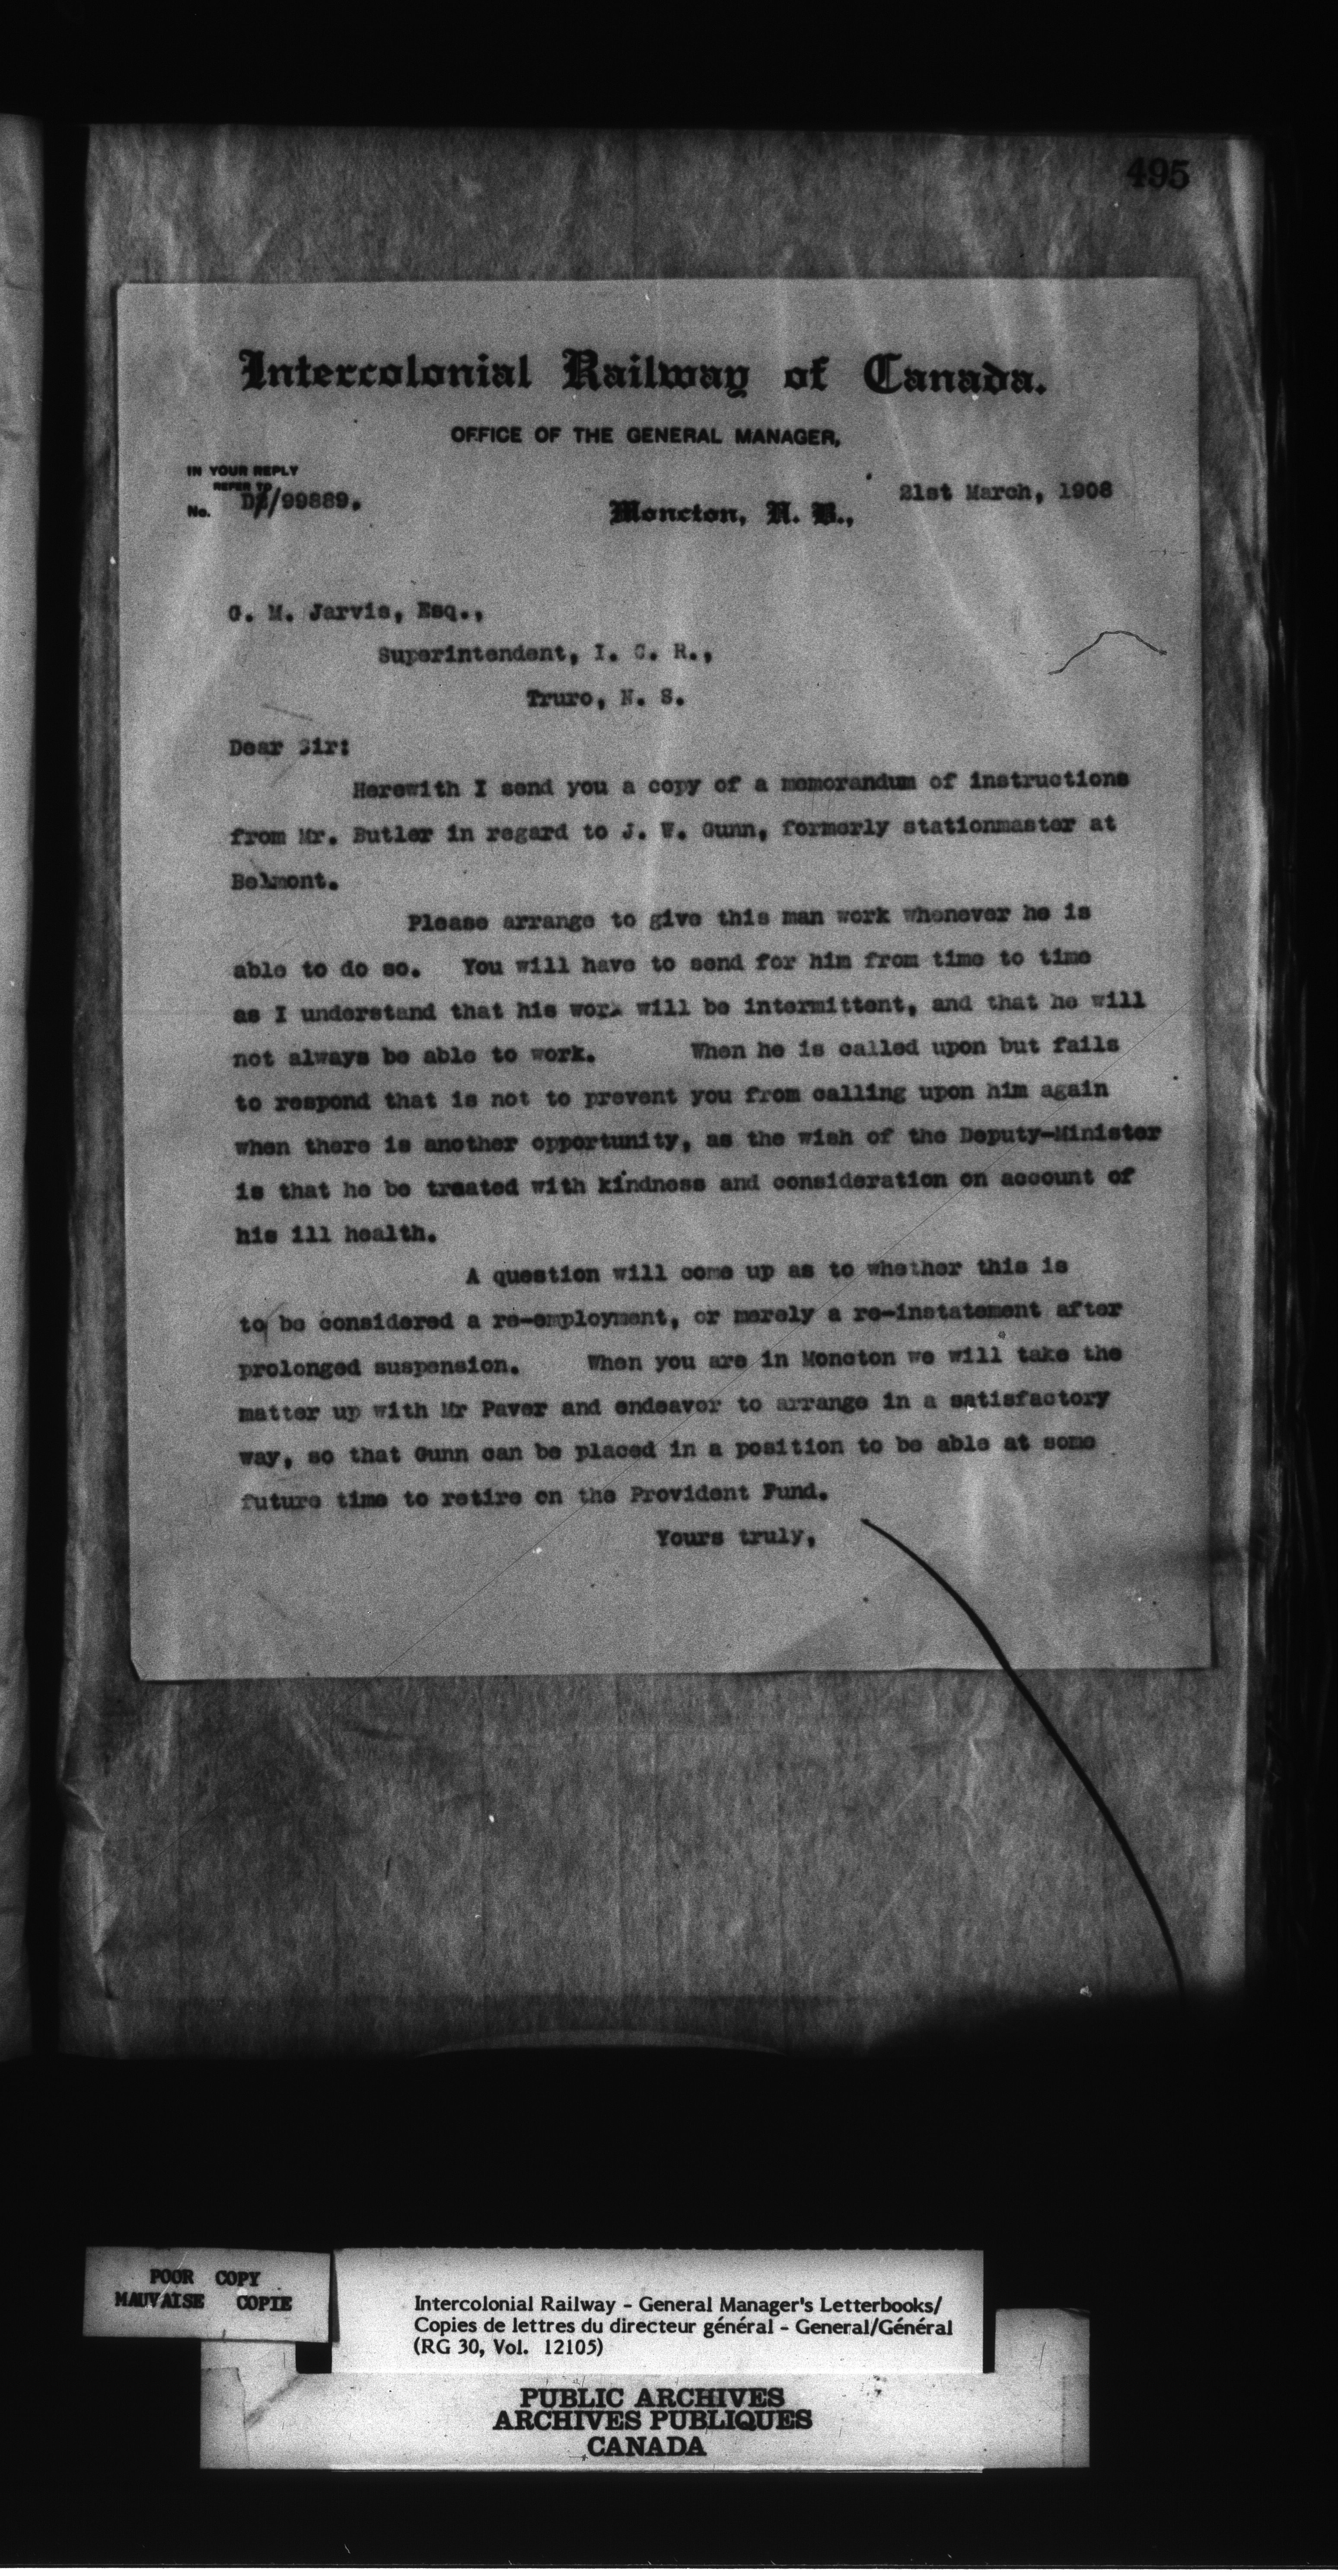 495
Intercolonial Railway of Canada.
OFFICE OF THE GENERAL MANAGER,
IN YOUR REPLY
REFER TO
No. /99889.
21st March, 1908
Moncton, N. B.,
G. M. Jarvis, Esq.,
Superintendent, I. C. R.,
Truro, N. S.
Dear Sir:
Herewith I send you a copy of a memorandum of instructions
from Mr. Butler in regard to J. W. Gunn, formerly stationmaster at
Belmont.
Please arrange to give this man work whenever he is
able to do so. You will have to send for him from time to time
as I understand that his work will be intermittent, and that he will
not always be able to work. When he is called upon but fails
to respond that is not to prevent you from calling upon him again
when there is another opportunity, as the wish of the Deputy-Minister
is that he be treated with kindness and consideration on account of
his ill health.
A question will come up as to whether this is
to be considered a re-employment, or merely a re-instatement after
prolonged suspension. When you are in Moncton we will take the
matter up with Mr Paver and endeavor to arrange in a satisfactory
way, so that Gunn can be placed in a position to be able at some
future time to retire on the Provident Fund.
Yours truly,
POOR COPY
MAUVAISE COPIE
Intercolonial Railway - General Manager's Letterbooks/
Copies de lettres du directeur général - General/Général
(RG 30, Vol. 12105)
PUBLIC ARCHIVES
ARCHIVES PUBLIQUES
CANADA